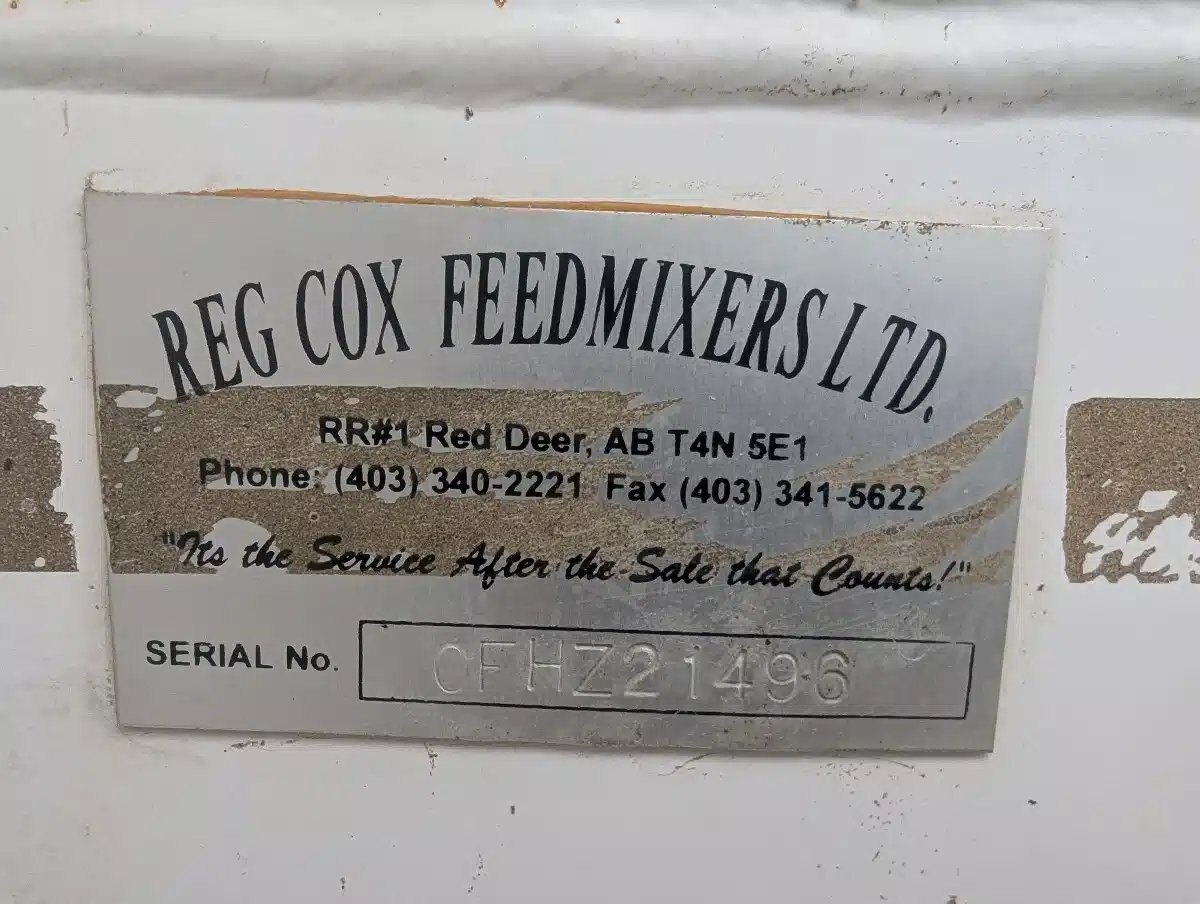 REG COX FEEDMIXERS LTD.
RR#1 Red Deer, AB T4N 5E1
Phone: (403) 340-2221 Fax (403) 341-5622
"Its the Service After the Sale that Counts!"
SERIAL No. CFHZ21496